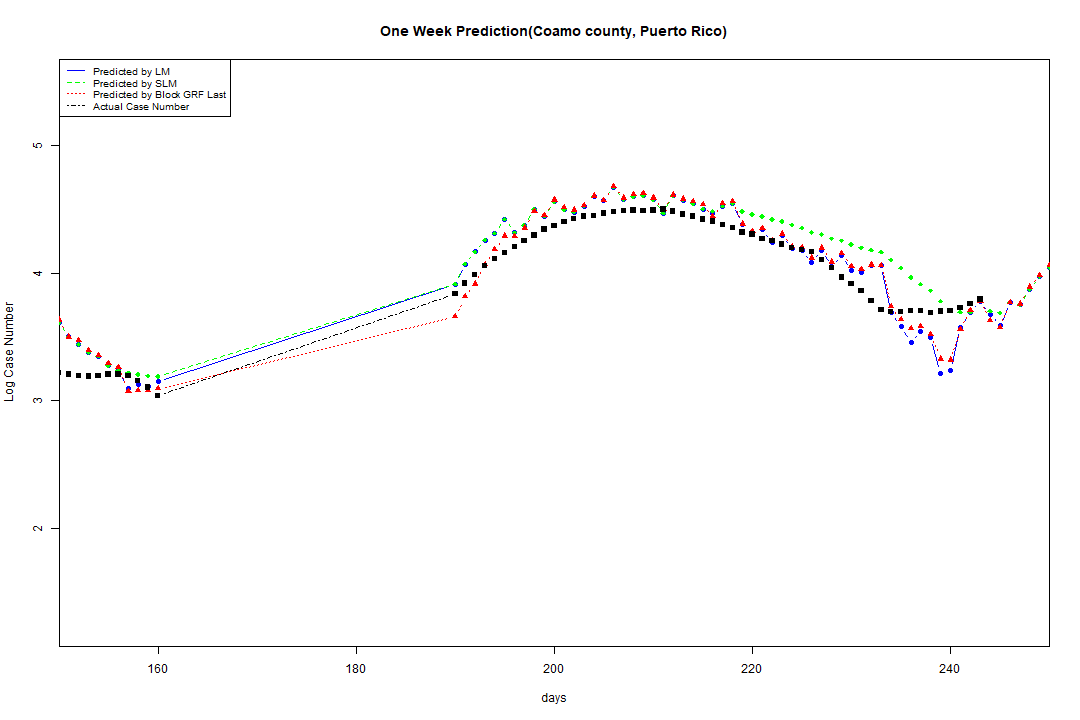 One Week Prediction(Coamo county, Puerto Rico)
Predicted by LM
Predicted by SLM
Predicted by Block GRF Last
Actual Case Number
5
4
3
2
Log Case Number
160 180 200 220 240
days